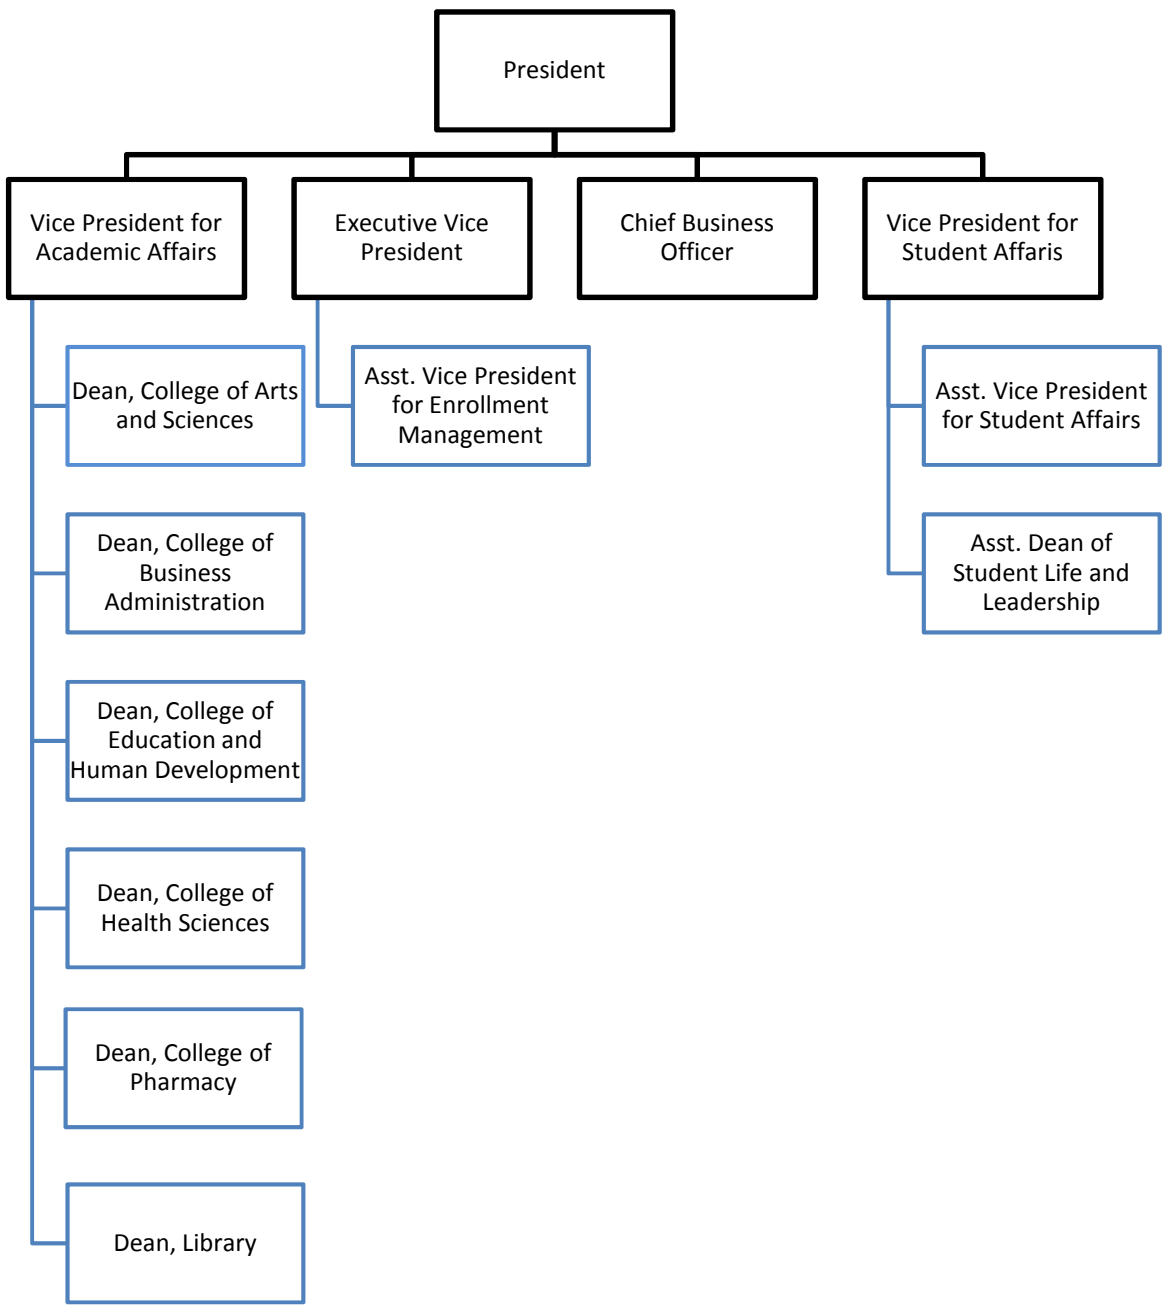 President
Vice President for
Academic Affairs
Executive Vice
President
Chief Business
Officer
Vice President for
Student Affaris
Dean, College of Arts
and Sciences
Dean, College of
Business
Administration
Dean, College of
Education and
Human Development
Dean, College of
Health Sciences
Dean, College of
Pharmacy
Dean, Library
Asst. Vice President
for Enrollment
Management
Asst. Vice President
for Student Affairs
Asst. Dean of
Student Life and
Leadership